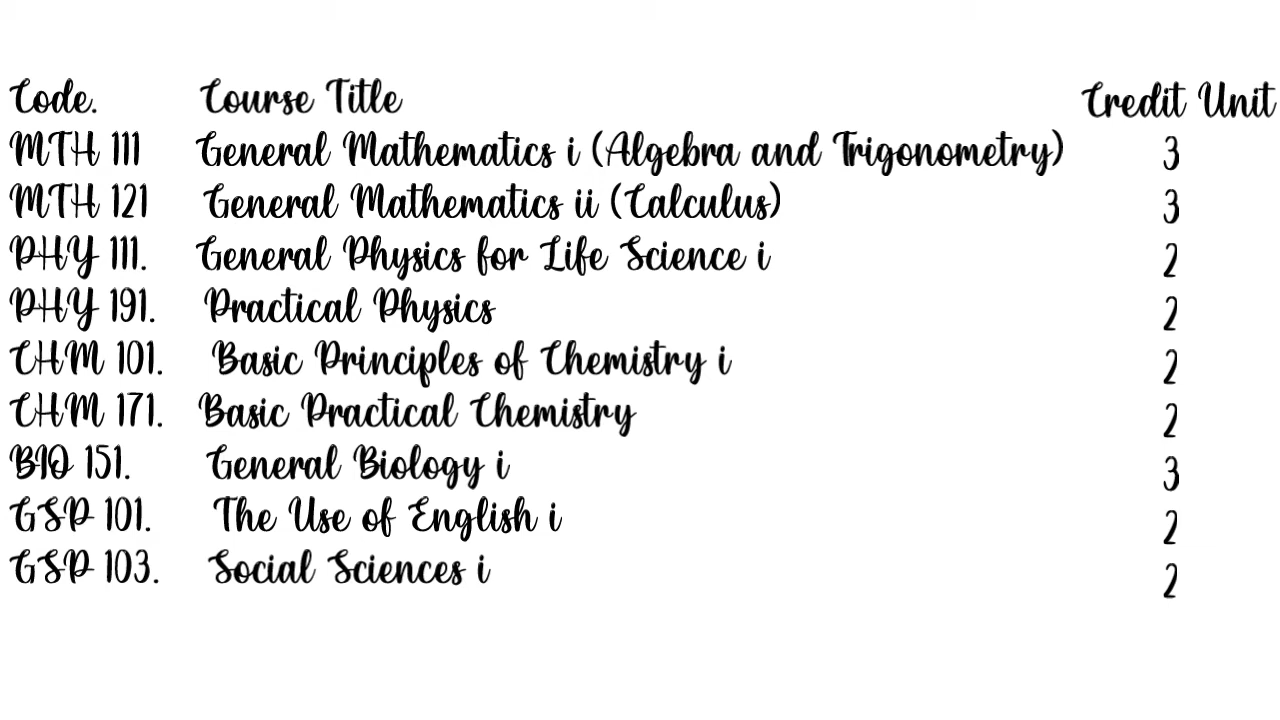 Code. Course Title Credit Unit
MTH 111 General Mathematics i (Algebra and Trigonometry) 3
MTH 121 General Mathematics ii (Calculus) 3
PHY 111. General Physics for Life Science i 2
PHY 191. Practical Physics 2
CHM 101. Basic Principles of Chemistry i 2
CHM 171. Basic Practical Chemistry 2
BIO 151. General Biology i 3
GSP 101. The Use of English i 2
GSP 103. Social Sciences i 2